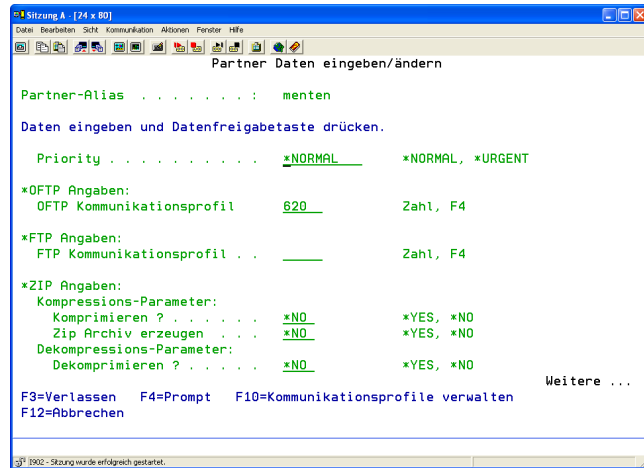 Sitzung A - [24 x 80]
Datei Bearbeiten Sicht Kommunikation Aktionen Fenster Hilfe
Partner Daten eingeben/ändern
Partner-Alias . . . . . . . : menten
Daten eingeben und Datenfreigabetaste drücken.
Priority . . . . . . . . . . *NORMAL *NORMAL, *URGENT
*OFTP Angaben:
OFTP Kommunikationsprofil 620 Zahl, F4
*FTP Angaben:
FTP Kommunikationsprofil . . Zahl, F4
*ZIP Angaben:
Kompressions-Parameter:
Komprimieren ? . . . . . . *NO *YES, *NO
Zip Archiv erzeugen . . . *NO *YES, *NO
Dekompressions-Parameter:
Dekomprimieren ? . . . . . *NO *YES, *NO
Weitere ...
F3=Verlassen F4=Prompt F10=Kommunikationsprofile verwalten
F12=Abbrechen
I902 - Sitzung wurde erfolgreich gestartet.